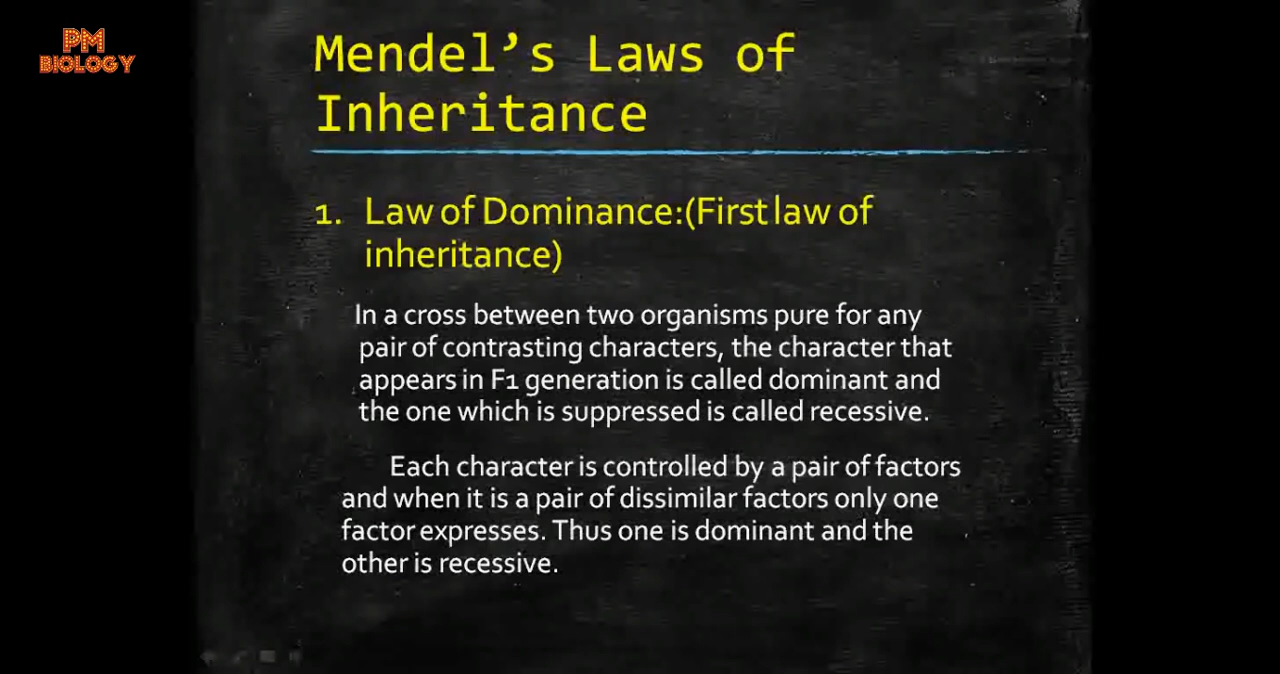 PM
BIOLOGY
Mendel’s Laws of
Inheritance
1. Law of Dominance:(First law of
inheritance)
In a cross between two organisms pure for any
pair of contrasting characters, the character that
appears in F1 generation is called dominant and
the one which is suppressed is called recessive.
Each character is controlled by a pair of factors
and when it is a pair of dissimilar factors only one
factor expresses. Thus one is dominant and the
other is recessive.